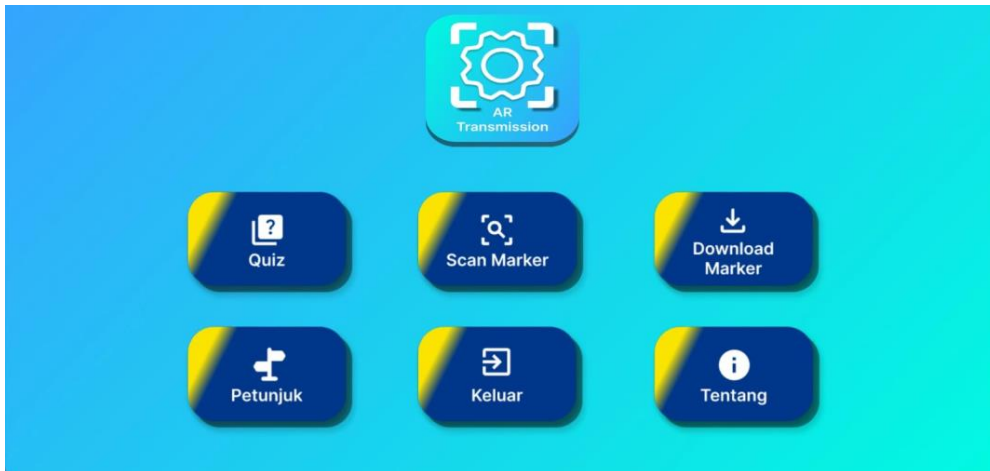 AR
Transmission
?
Quiz
Scan Marker
Download
Marker
Petunjuk
Keluar
i
Tentang